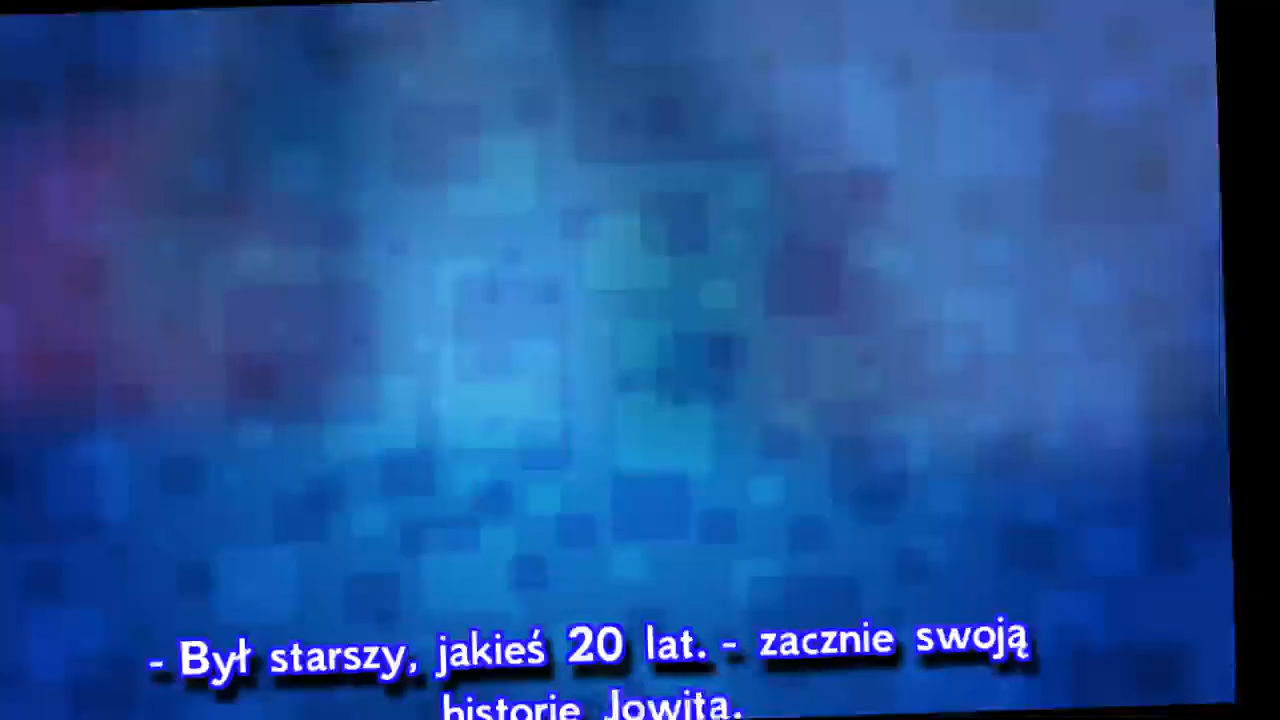 - Był starszy, jakieś 20 lat. - zacznie swoją
historię Jowita.